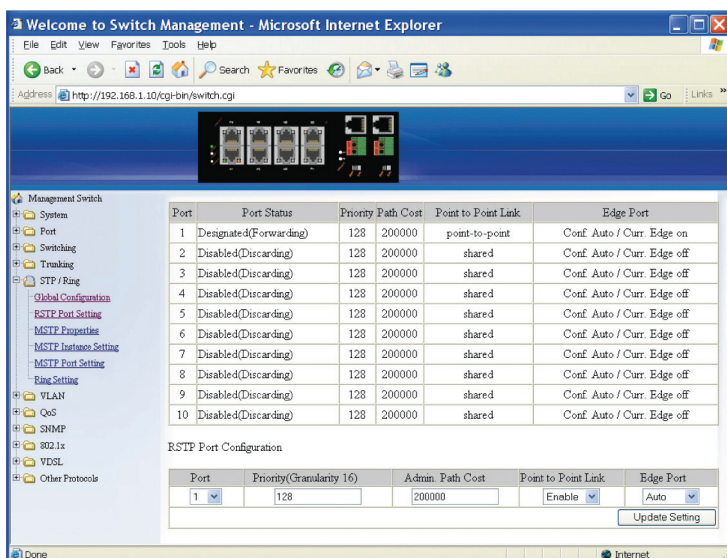 Welcome to Switch Management - Microsoft Internet Explorer
File Edit View Favorites Tools Help
Back Search Favorites
Address http://192.168.1.10/cgi-bin/switch.cgi Go Links »
Management Switch
System
Port
Switching
Trunking
STP / Ring
Global Configuration
RSTP Port Setting
MSTP Properties
MSTP Instance Setting
MSTP Port Setting
Ring Setting
VLAN
QoS
SNMP
802.1x
VDSL
Other Protocols
Port Port Status Priority Path Cost Point to Point Link Edge Port
1 Designated(Forwarding) 128 200000 point-to-point Conf. Auto / Curr. Edge on
2 Disabled(Discarding) 128 200000 shared Conf. Auto / Curr. Edge off
3 Disabled(Discarding) 128 200000 shared Conf. Auto / Curr. Edge off
4 Disabled(Discarding) 128 200000 shared Conf. Auto / Curr. Edge off
5 Disabled(Discarding) 128 200000 shared Conf. Auto / Curr. Edge off
6 Disabled(Discarding) 128 200000 shared Conf. Auto / Curr. Edge off
7 Disabled(Discarding) 128 200000 shared Conf. Auto / Curr. Edge off
8 Disabled(Discarding) 128 200000 shared Conf. Auto / Curr. Edge off
9 Disabled(Discarding) 128 200000 shared Conf. Auto / Curr. Edge off
10 Disabled(Discarding) 128 200000 shared Conf. Auto / Curr. Edge off
RSTP Port Configuration
Port Priority(Granularity 16) Admin. Path Cost Point to Point Link Edge Port
1 128 200000 Enable Auto
Update Setting
Done Internet